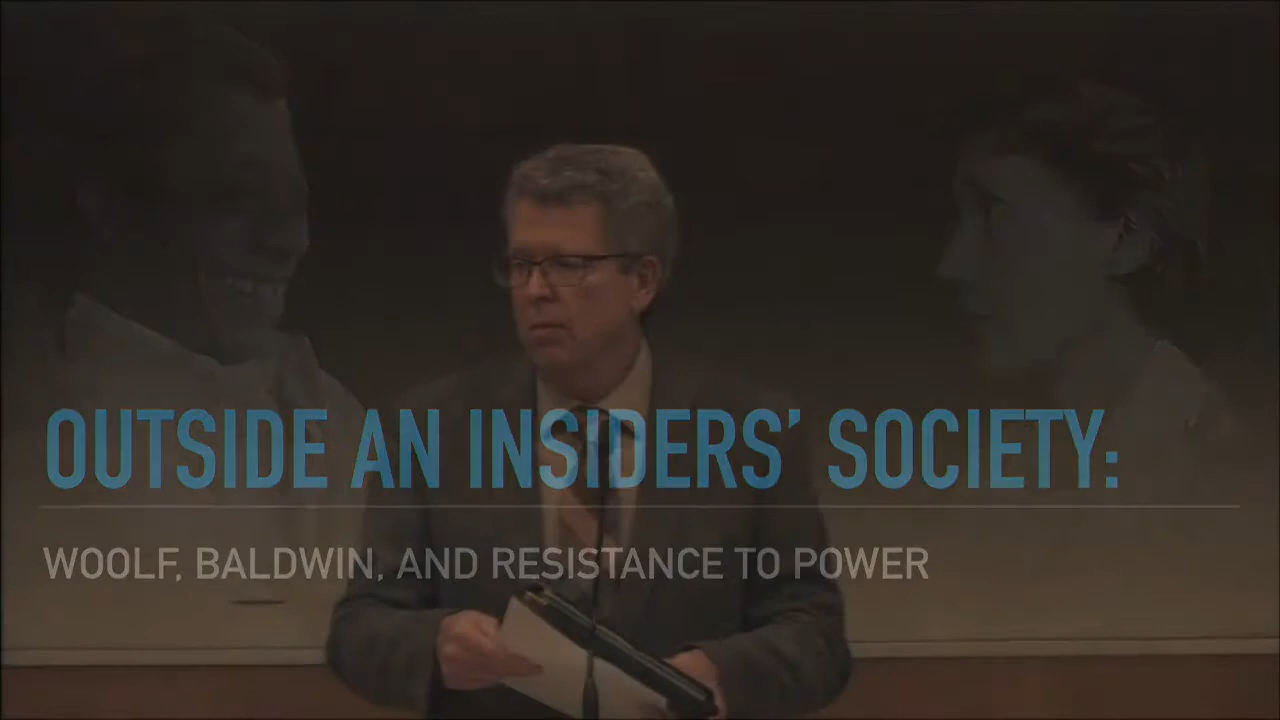 OUTSIDE AN INSIDERS' SOCIETY:
WOOLF, BALDWIN, AND RESISTANCE TO POWER